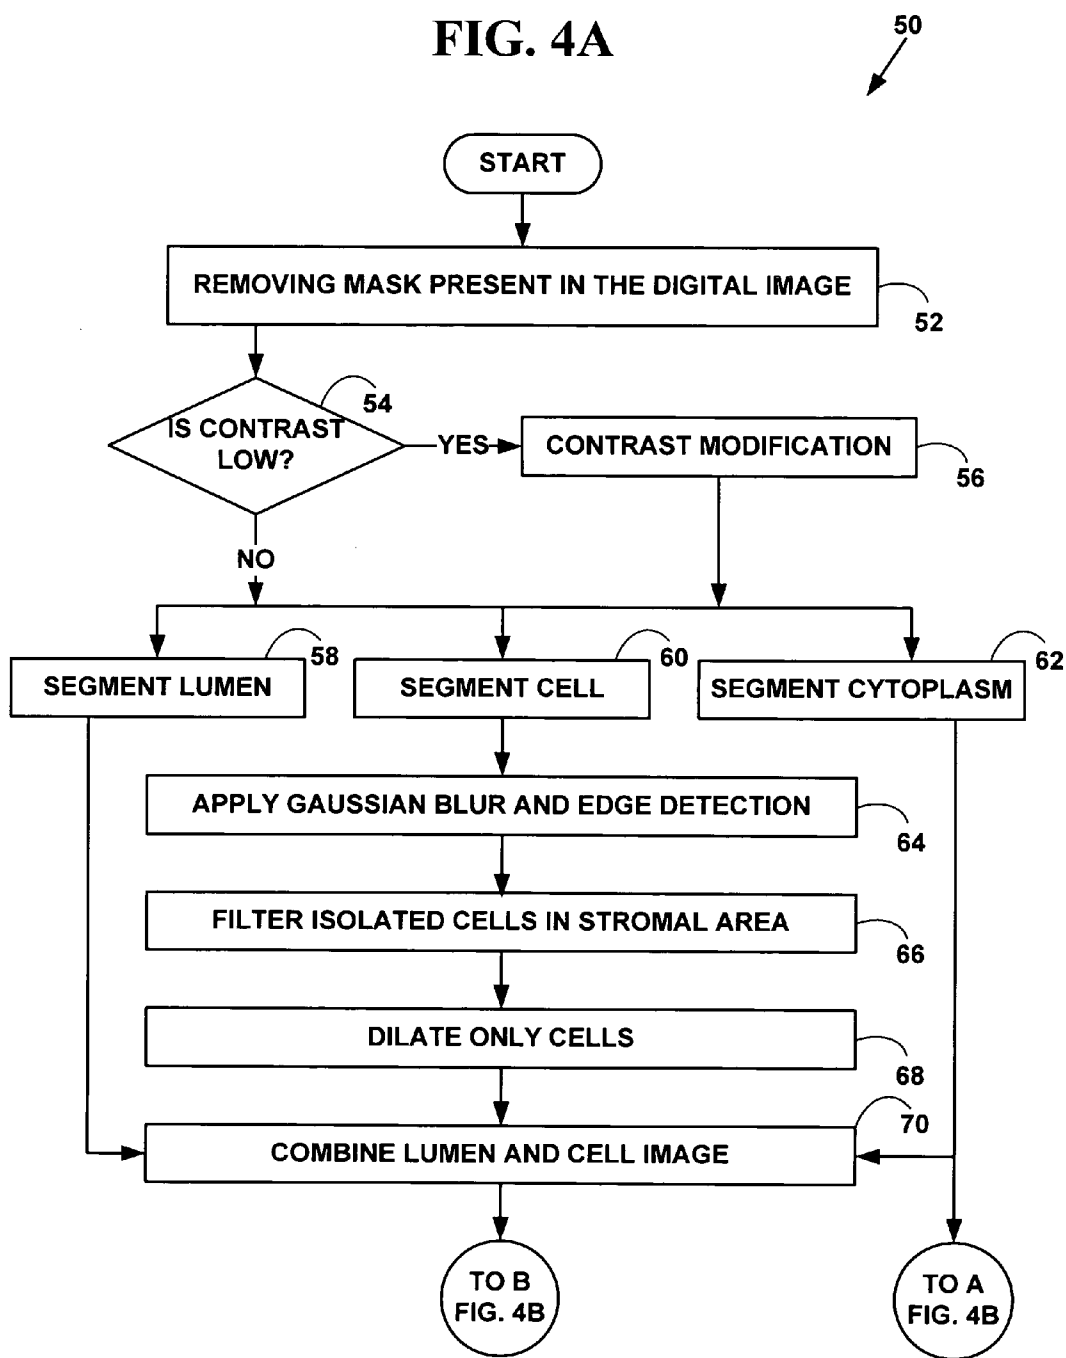 FIG. 4A
50
START
REMOVING MASK PRESENT IN THE DIGITAL IMAGE
52
54
IS CONTRAST
LOW?
YES
CONTRAST MODIFICATION
56
NO
58
60
62
SEGMENT LUMEN
SEGMENT CELL
SEGMENT CYTOPLASM
APPLY GAUSSIAN BLUR AND EDGE DETECTION
64
FILTER ISOLATED CELLS IN STROMAL AREA
66
DILATE ONLY CELLS
68
70
COMBINE LUMEN AND CELL IMAGE
TO B
FIG. 4B
TO A
FIG. 4B